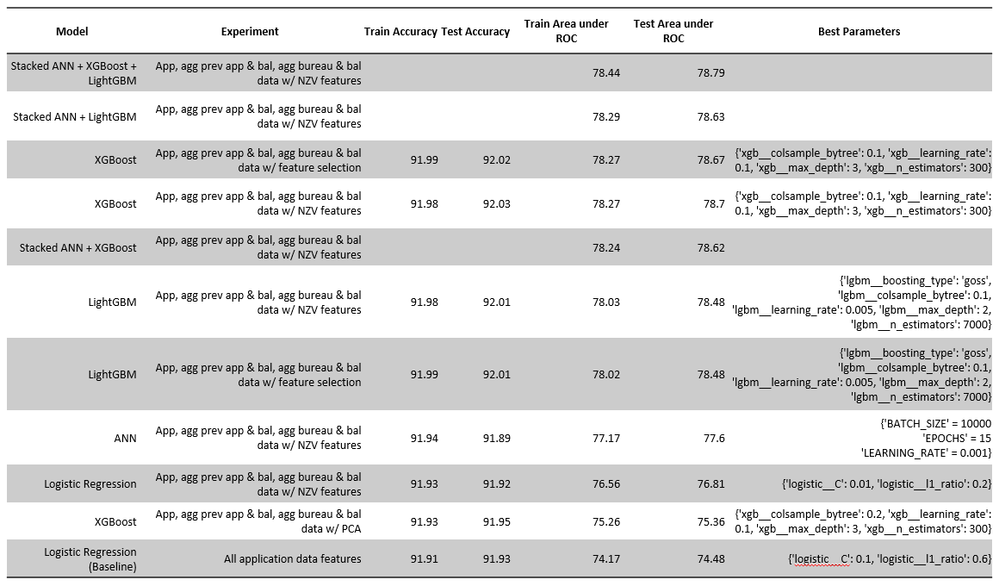 Model Experiment Train Accuracy Test Accuracy Train Area under ROC Test Area under ROC Best Parameters
Stacked ANN + XGBoost + App, agg prev app & bal, agg bureau & bal 78.44 78.79
LightGBM data w/ NZV features
Stacked ANN + LightGBM App, agg prev app & bal, agg bureau & bal 78.29 78.63
data w/ NZV features
XGBoost App, agg prev app & bal, agg bureau & bal 91.99 92.02 78.27 78.67 {'xgb__colsample_bytree': 0.1, 'xgb__learning_rate':
data w/ feature selection 0.1, 'xgb__max_depth': 3, 'xgb__n_estimators': 300}
XGBoost App, agg prev app & bal, agg bureau & bal 91.98 92.03 78.27 78.7 {'xgb__colsample_bytree': 0.1, 'xgb__learning_rate':
data w/ NZV features 0.1, 'xgb__max_depth': 3, 'xgb__n_estimators': 300}
Stacked ANN + XGBoost App, agg prev app & bal, agg bureau & bal 78.24 78.62
data w/ NZV features
LightGBM App, agg prev app & bal, agg bureau & bal 91.98 92.01 78.03 78.48 {'lgbm__boosting_type': 'goss',
data w/ NZV features 'lgbm__colsample_bytree': 0.1,
'lgbm__learning_rate': 0.005, 'lgbm__max_depth': 2,
'lgbm__n_estimators': 7000}
LightGBM App, agg prev app & bal, agg bureau & bal 91.99 92.01 78.02 78.48 {'lgbm__boosting_type': 'goss',
data w/ feature selection 'lgbm__colsample_bytree': 0.1,
'lgbm__learning_rate': 0.005, 'lgbm__max_depth': 2,
'lgbm__n_estimators': 7000}
ANN App, agg prev app & bal, agg bureau & bal 91.94 91.89 77.17 77.6 {'BATCH_SIZE' = 10000
data w/ NZV features 'EPOCHS' = 15
'LEARNING_RATE' = 0.001}
Logistic Regression App, agg prev app & bal, agg bureau & bal 91.93 91.92 76.56 76.81 {'logistic__C': 0.01, 'logistic__l1_ratio': 0.2}
data w/ NZV features
XGBoost App, agg prev app & bal, agg bureau & bal 91.93 91.95 75.26 75.36 {'xgb__colsample_bytree': 0.2, 'xgb__learning_rate':
data w/ PCA 0.1, 'xgb__max_depth': 3, 'xgb__n_estimators': 300}
Logistic Regression All application data features 91.91 91.93 74.17 74.48 {'logistic__C': 0.1, 'logistic__l1_ratio': 0.6}
(Baseline)